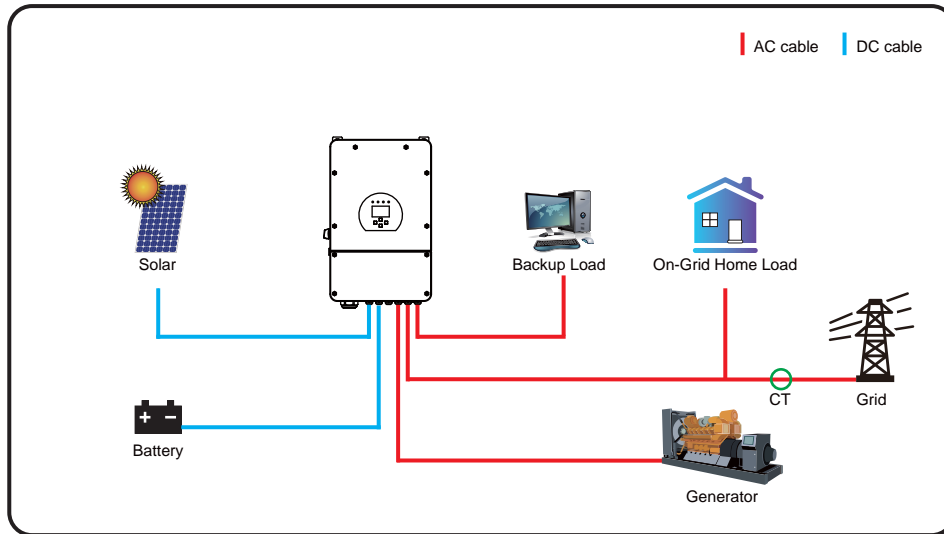 AC cable
DC cable
Solar
Backup Load
On-Grid Home Load
CT
Grid
Battery
Generator